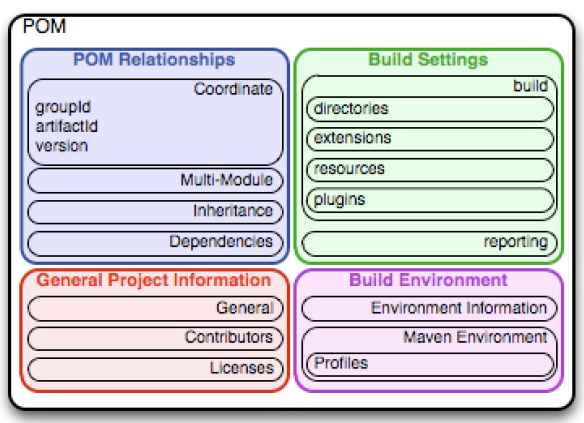 POM
POM Relationships
Coordinate
groupId
artifactId
version
Multi-Module
Inheritance
Dependencies
Build Settings
build
directories
extensions
resources
plugins
reporting
General Project Information
General
Contributors
Licenses
Build Environment
Environment Information
Maven Environment
Profiles